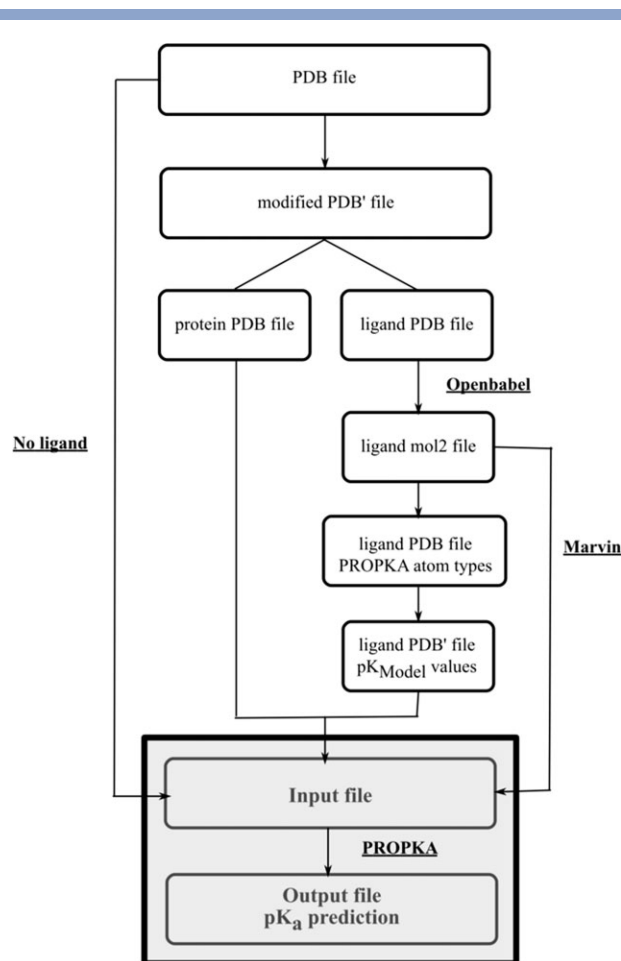 PDB file
modified PDB' file
protein PDB file
ligand PDB file
Openbabel
No ligand
ligand mol2 file
Marvin
ligand PDB file
PROPKA atom types
ligand PDB' file
pKModel values
Input file
PROPKA
Output file
pKa prediction